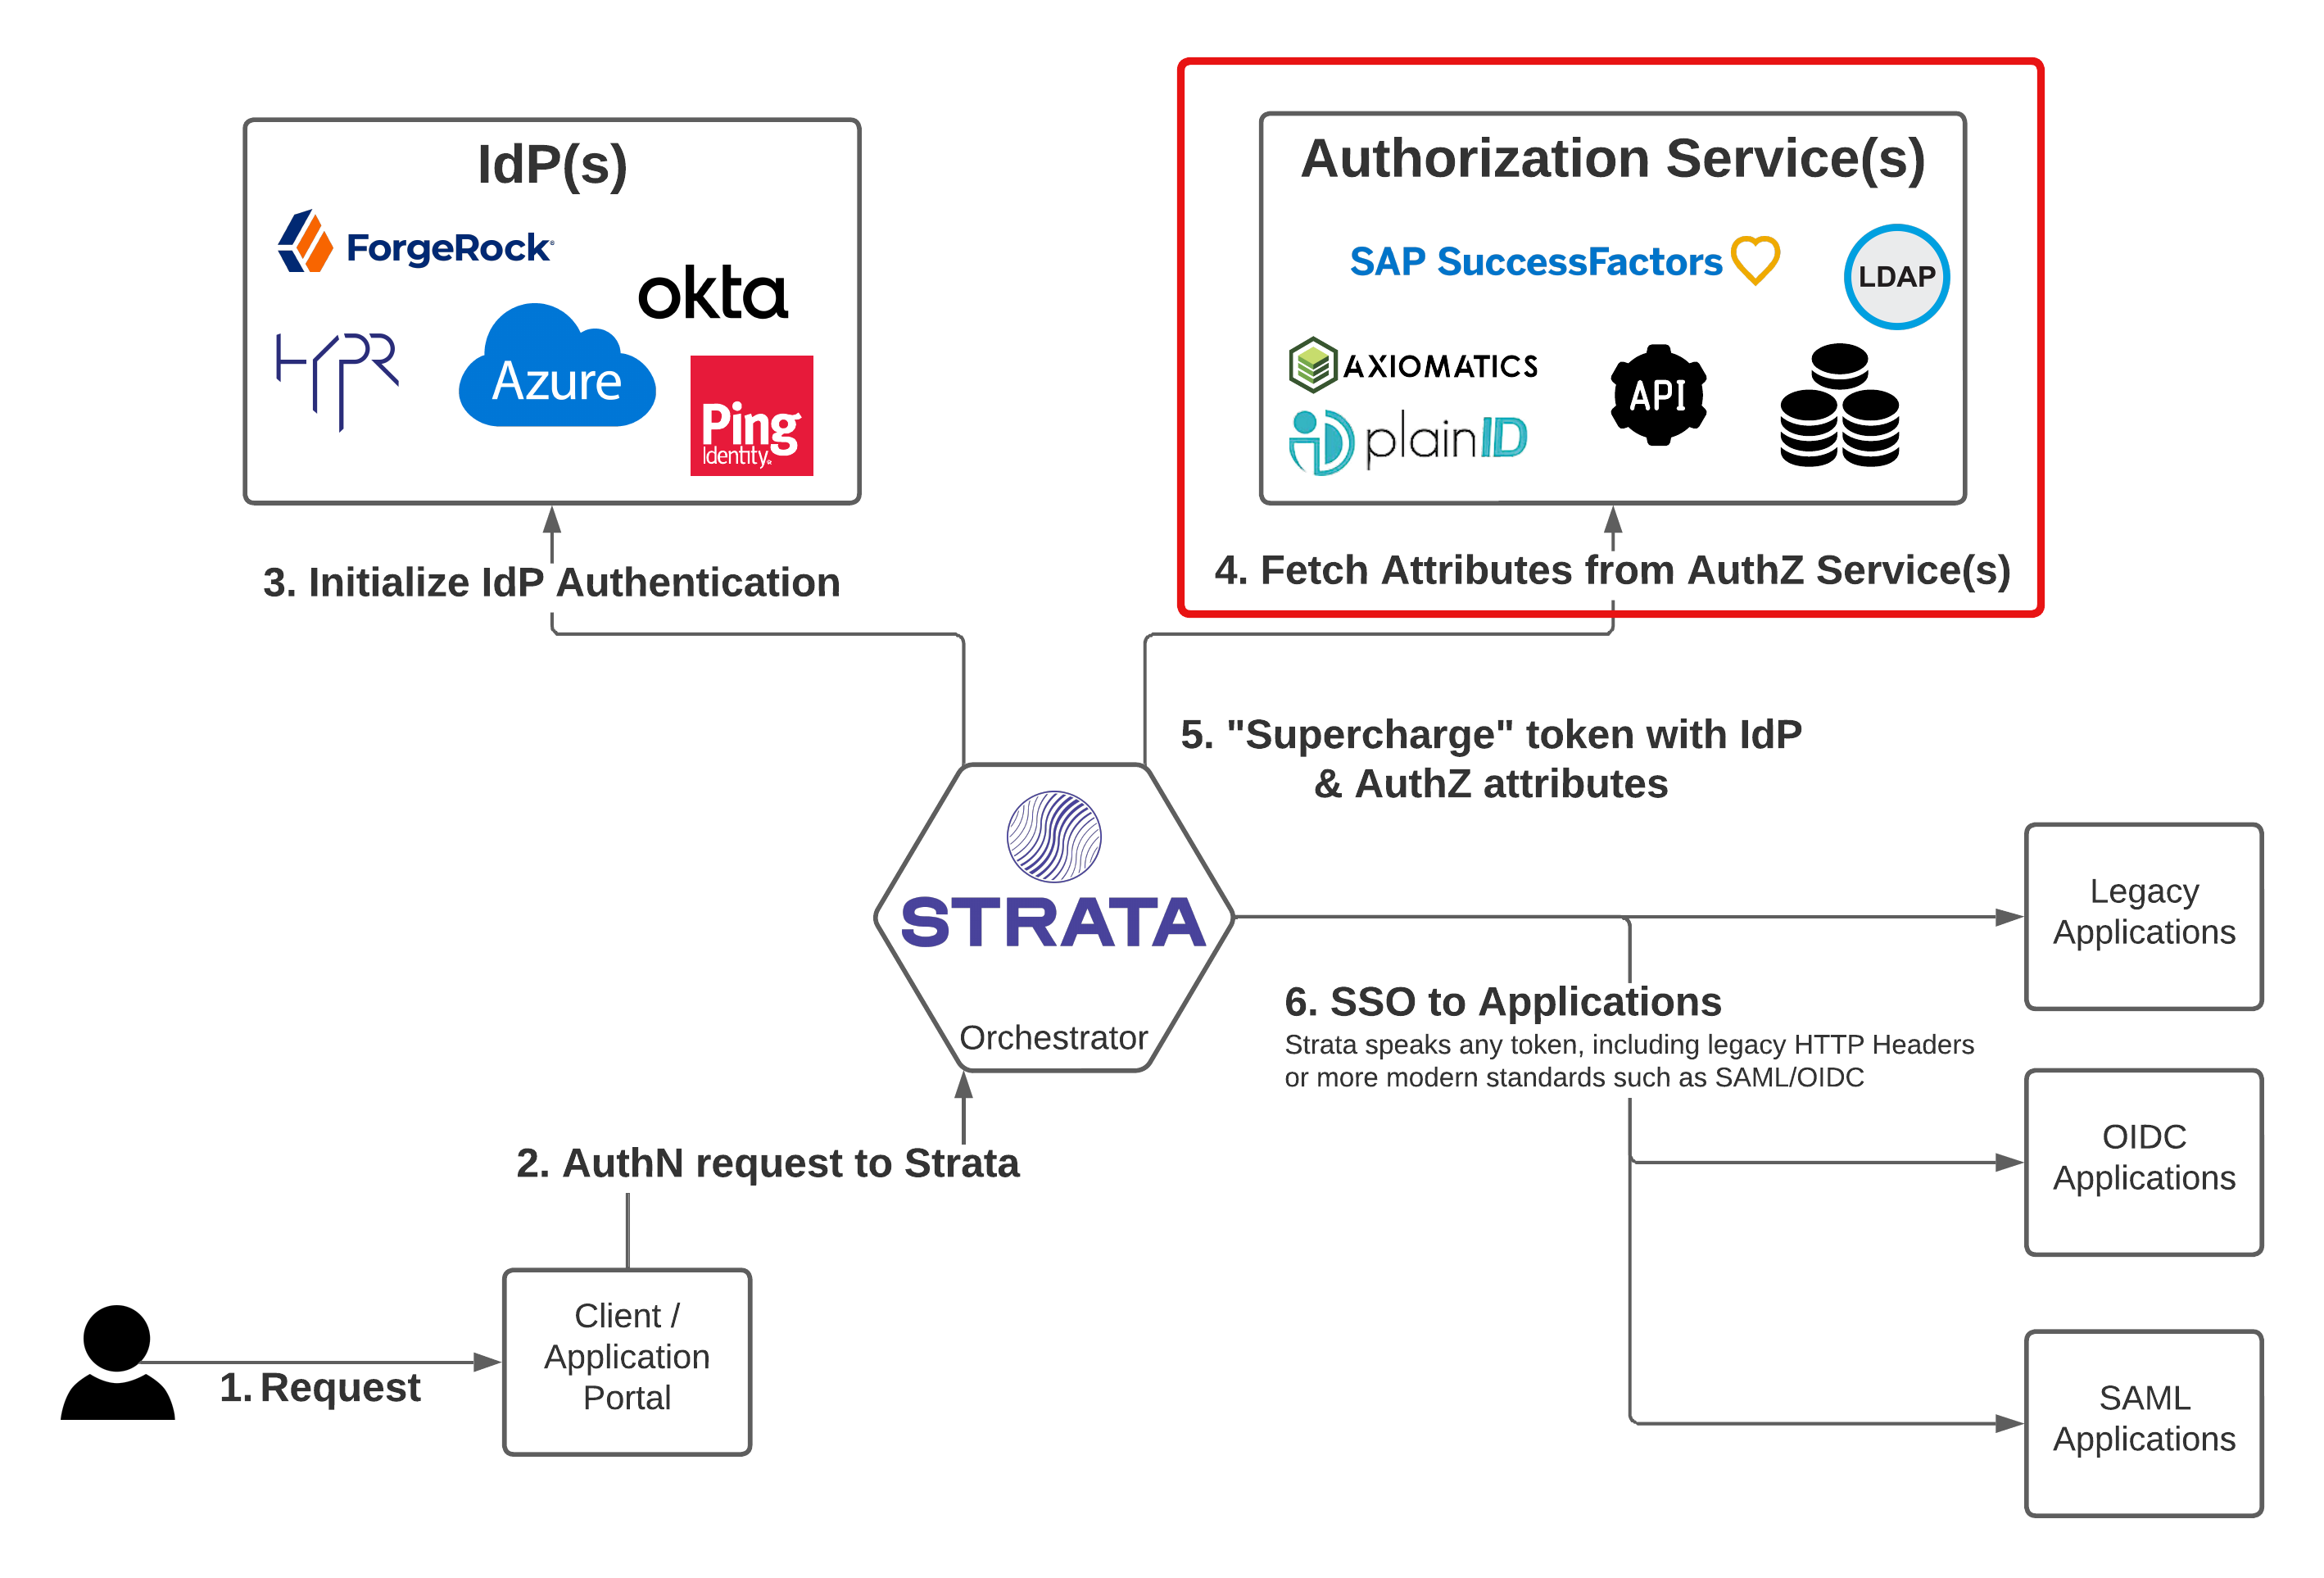 IdP(s)
ForgeRock
okta
HYPR
Azure
Ping
Identity
3. Initialize IdP Authentication
Authorization Service(s)
SAP SuccessFactors
LDAP
AXIOMATICS
API
plainID
4. Fetch Attributes from AuthZ Service(s)
5. "Supercharge" token with IdP
& AuthZ attributes
STRATA
Orchestrator
2. AuthN request to Strata
1. Request
Client /
Application
Portal
6. SSO to Applications
Strata speaks any token, including legacy HTTP Headers
or more modern standards such as SAML/OIDC
Legacy
Applications
OIDC
Applications
SAML
Applications